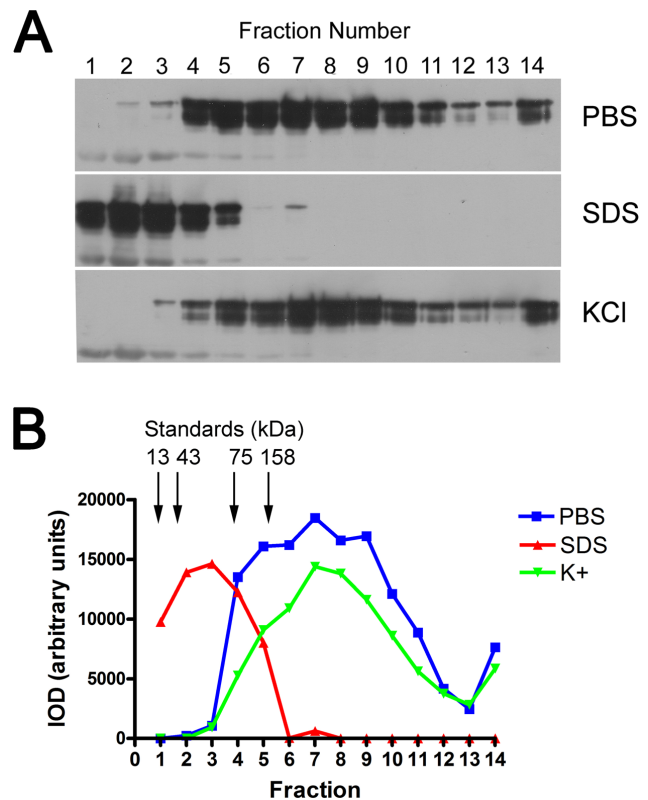 A
Fraction Number
1 2 3 4 5 6 7 8 9 10 11 12 13 14
PBS
SDS
KCl
B
Standards (kDa)
13 43 75 158
20000
15000
10000
5000
0
IOD (arbitrary units)
0 1 2 3 4 5 6 7 8 9 10 11 12 13 14
Fraction
PBS
SDS
K+